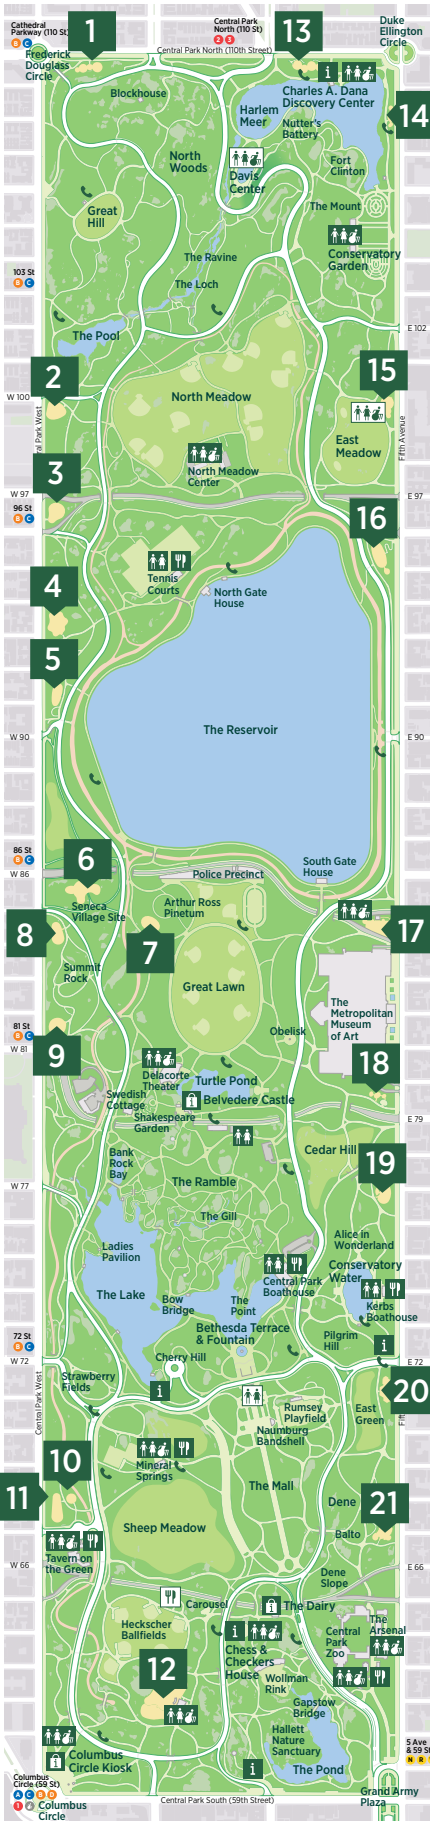 Cathedral
Parkway (110 St)
B C
Central Park
North (110 St)
2 3
Duke
Ellington
Circle
1
13
Central Park North (110th Street)
Frederick
Douglass
Circle
Blockhouse
Charles A. Dana
Discovery Center
14
Harlem
Meer
Nutter's
Battery
North
Woods
Davis
Center
Fort
Clinton
Great
Hill
The Mount
Conservatory
Garden
The Ravine
103 St
B C
The Loch
The Pool
E 102
2
15
W 100
North Meadow
East
Meadow
Fifth Avenue
3
North Meadow
Center
W 97
E 97
96 St
B C
16
Tennis
Courts
4
North Gate
House
5
The Reservoir
W 90
E 90
86 St
B C
W 86
6
South Gate
House
Police Precinct
Seneca
Village Site
Arthur Ross
Pinetum
8
7
17
Summit
Rock
Great Lawn
The
Metropolitan
Museum
of Art
81 St
B C
W 81
9
Obelisk
18
Delacorte
Theater
Turtle Pond
Swedish
Cottage
Belvedere Castle
Shakespeare
Garden
E 79
Bank
Rock
Bay
Cedar Hill
19
W 77
The Ramble
The Gill
Ladies
Pavilion
Alice in
Wonderland
Conservatory
Water
The Lake
Bow
Bridge
The
Point
Central Park
Boathouse
Kerbs
Boathouse
72 St
B C
W 72
Bethesda Terrace
& Fountain
Pilgrim
Hill
Cherry Hill
E 72
Strawberry
Fields
Central Park West
20
Rumsey
Playfield
East
Green
Naumburg
Bandshell
10
Mineral
Springs
11
The Mall
Dene
21
Sheep Meadow
Balto
Tavern on
the Green
W 66
E 66
Dene
Slope
Carousel
The Dairy
Heckscher
Ballfields
Chess &
Checkers
House
Central
Park
Zoo
The
Arsenal
12
Wollman
Rink
Gapstow
Bridge
Hallett
Nature
Sanctuary
5 Ave
& 59 St
N R
Columbus
Circle Kiosk
The Pond
Columbus
Circle (59 St)
A C B D
1
Columbus
Circle
Central Park South (59th Street)
Grand Army
Plaza